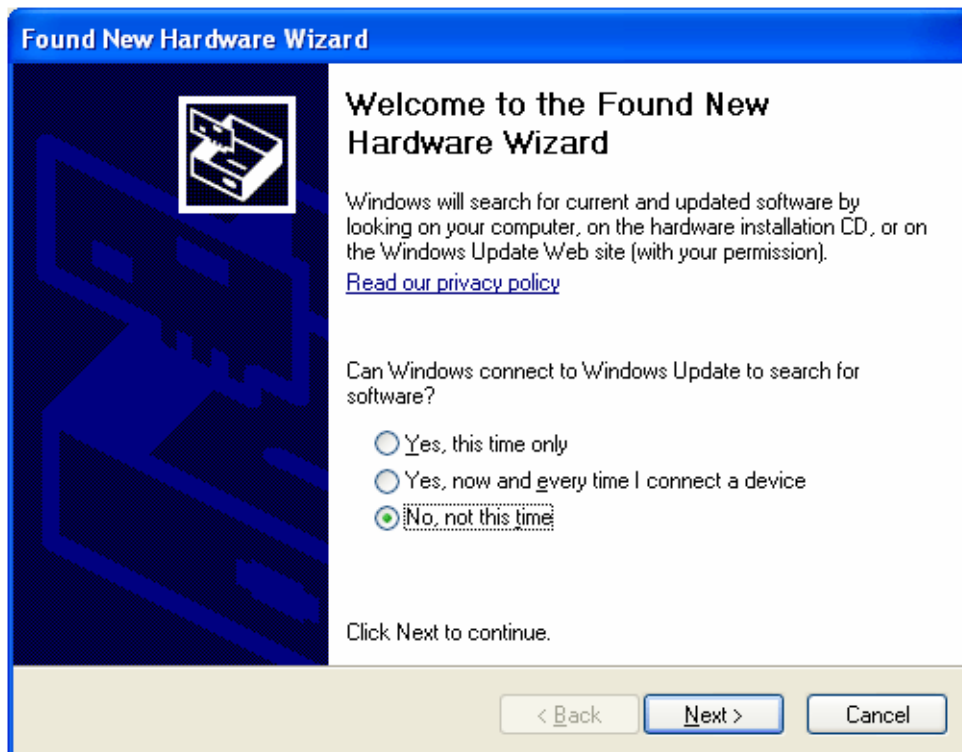 Found New Hardware Wizard
Welcome to the Found New
Hardware Wizard
Windows will search for current and updated software by
looking on your computer, on the hardware installation CD, or on
the Windows Update Web site (with your permission).
Read our privacy policy
Can Windows connect to Windows Update to search for
software?
Yes, this time only
Yes, now and every time I connect a device
No, not this time
Click Next to continue.
< Back
Next >
Cancel